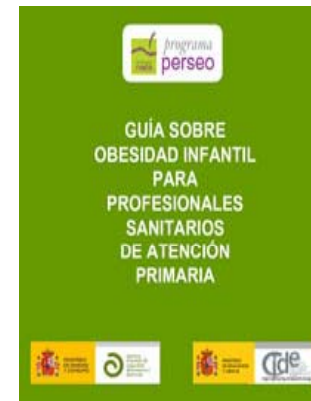 programa
perseo
GUÍA SOBRE
OBESIDAD INFANTIL
PARA
PROFESIONALES
SANITARIOS
DE ATENCIÓN
PRIMARIA